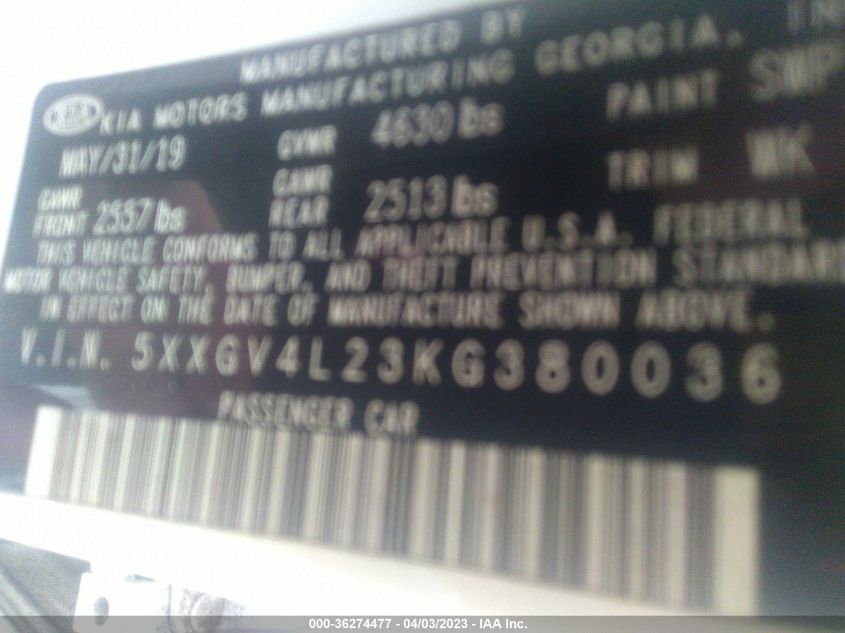 MANUFACTURED BY
KIA MOTORS MANUFACTURING GEORGIA, IN
MAY/31/19 GVWR 4630 lbs PAINT SWP
GAWR FRONT 2557 lbs GAWR REAR 2513 lbs TRIM WK
THIS VEHICLE CONFORMS TO ALL APPLICABLE U.S.A. FEDERAL
MOTOR VEHICLE SAFETY, BUMPER, AND THEFT PREVENTION STANDARD
IN EFFECT ON THE DATE OF MANUFACTURE SHOWN ABOVE.
V.I.N. 5XXGV4L23KG380036
PASSENGER CAR
000-36274477 - 04/03/2023 - IAA Inc.